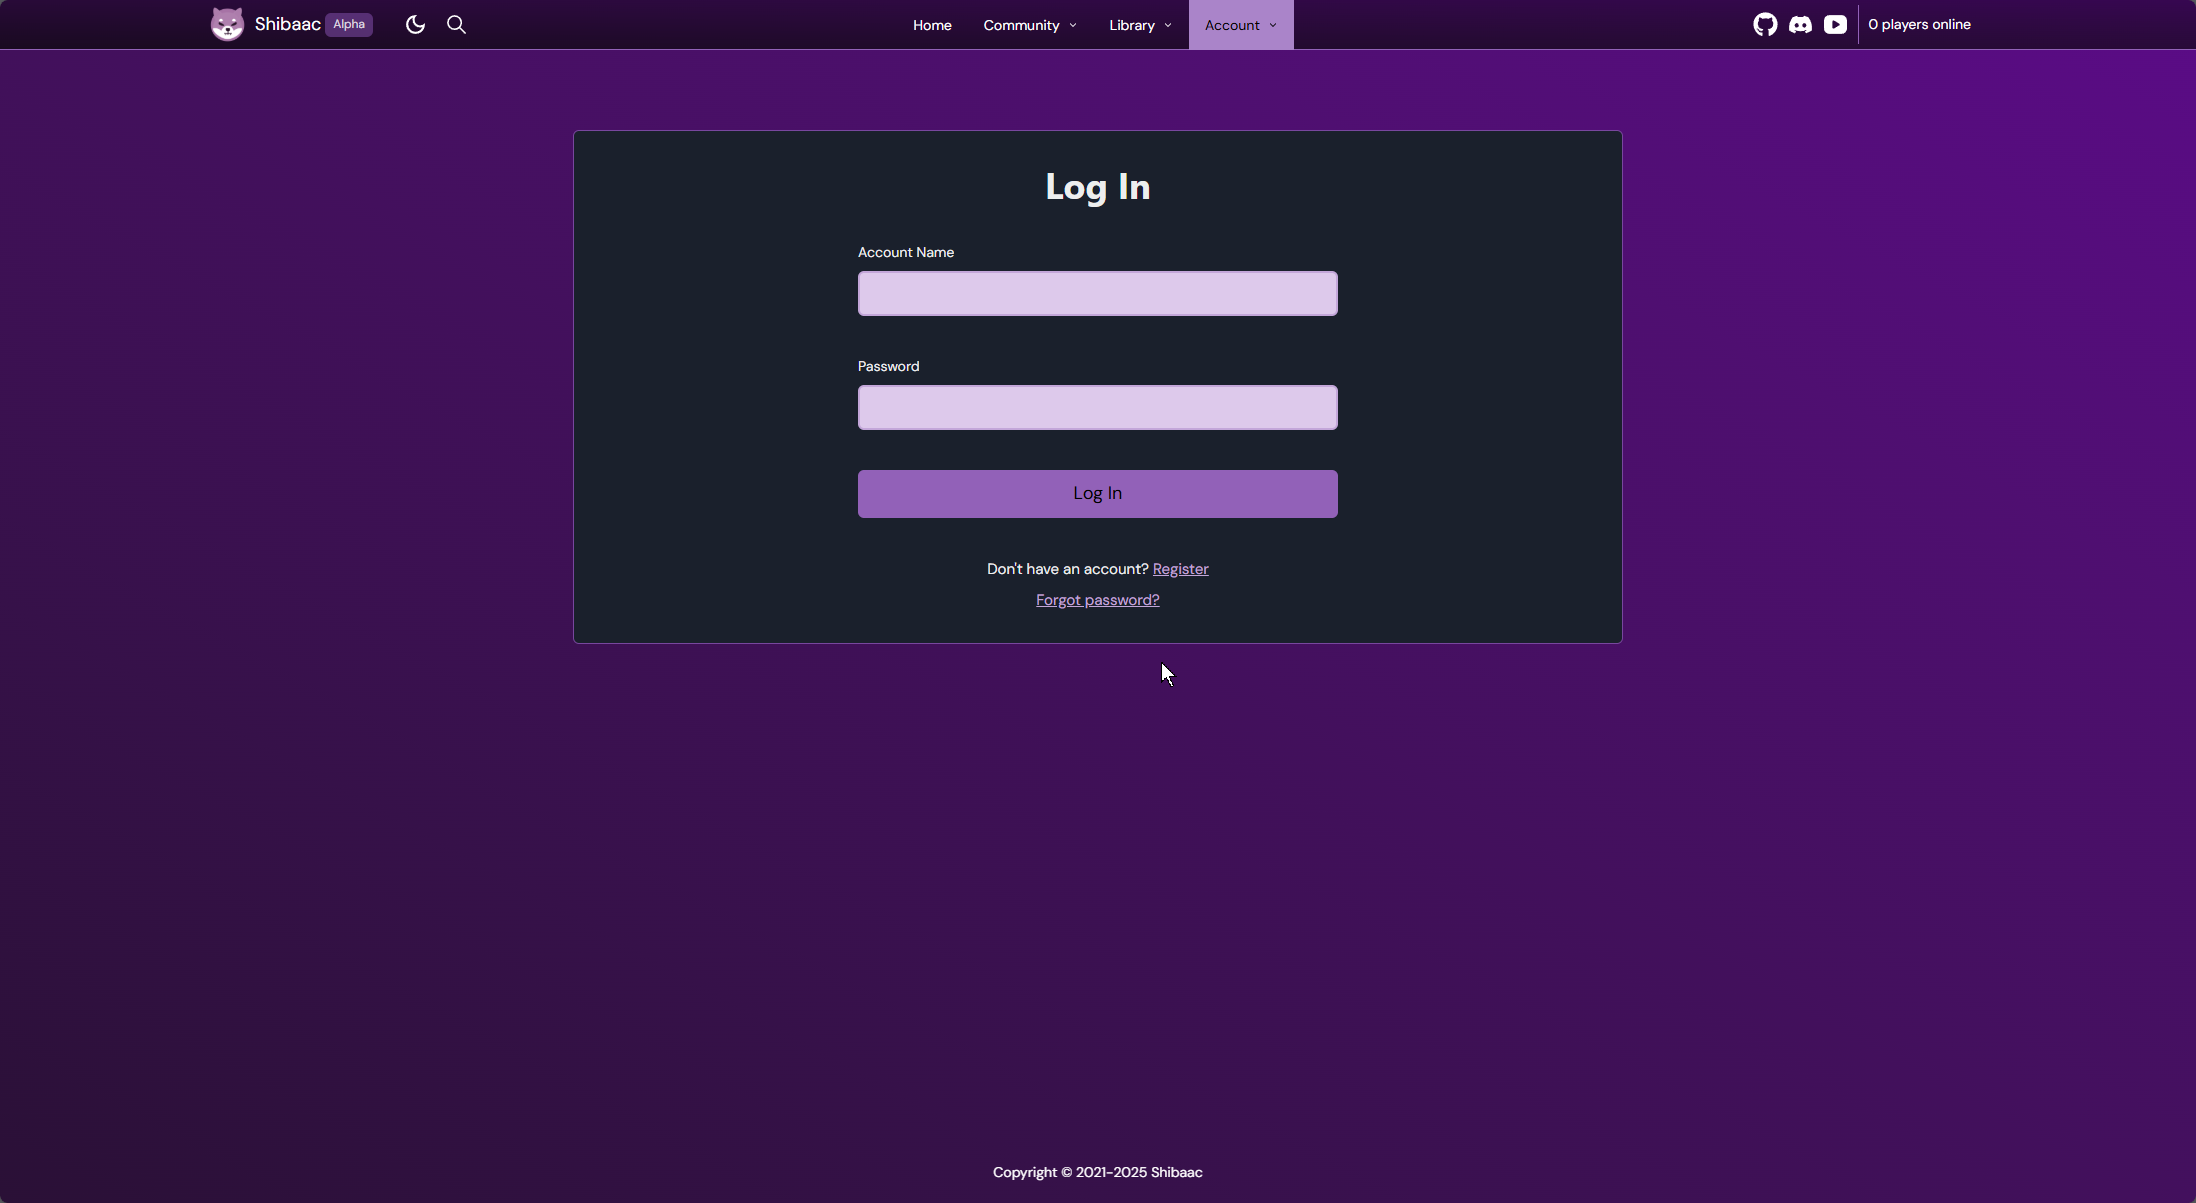 Shibaac Alpha Home Community Library Account 0 players online
Log In
Account Name
Password
Log In
Don't have an account? Register
Forgot password?
Copyright © 2021-2025 Shibaac